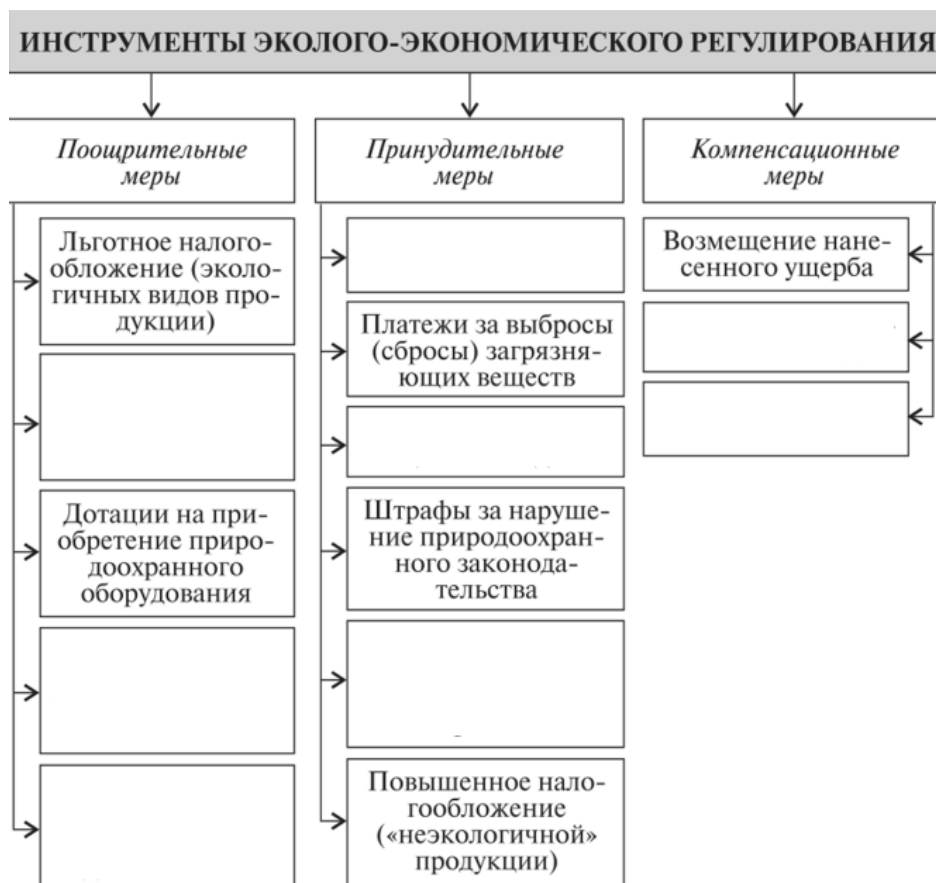 ИНСТРУМЕНТЫ ЭКОЛОГО-ЭКОНОМИЧЕСКОГО РЕГУЛИРОВАНИЯ
Поощрительные
меры
Льготное налого-
обложение (эколо-
гичных видов про-
дукции)
Дотации на при-
обретение приро-
доохранного
оборудования
Принудительные
меры
Платежи за выбросы
(сбросы) загрязня-
ющих веществ
Штрафы за наруше-
ние природоохран-
ного законода-
тельства
Повышенное нало-
гообложение
(«неэкологичной»
продукции)
Компенсационные
меры
Возмещение нане-
сенного ущерба